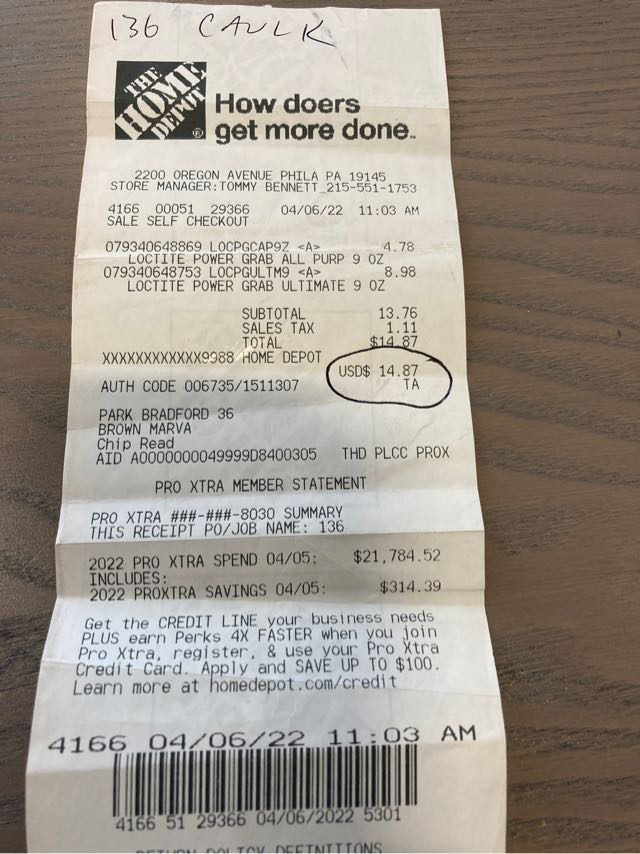 136 CAULK
THE
HOME
DEPOT
®
How doers
get more done.™
2200 OREGON AVENUE PHILA PA 19145
STORE MANAGER:TOMMY BENNETT 215-551-1753
4166 00051 29366 04/06/22 11:03 AM
SALE SELF CHECKOUT
079340648869 LOCPGCAP9Z <A> 4.78
LOCTITE POWER GRAB ALL PURP 9 OZ
079340648753 LOCPGULTM9 <A> 8.98
LOCTITE POWER GRAB ULTIMATE 9 OZ
SUBTOTAL 13.76
SALES TAX 1.11
TOTAL $14.87
XXXXXXXXXXXX9988 HOME DEPOT
USD$ 14.87
AUTH CODE 006735/1511307 TA
PARK BRADFORD 36
BROWN MARVA
Chip Read
AID A0000000049999D8400305 THD PLCC PROX
PRO XTRA MEMBER STATEMENT
PRO XTRA ###-###-8030 SUMMARY
THIS RECEIPT PO/JOB NAME: 136
2022 PRO XTRA SPEND 04/05: $21,784.52
INCLUDES:
2022 PROXTRA SAVINGS 04/05: $314.39
Get the CREDIT LINE your business needs
PLUS earn Perks 4X FASTER when you join
Pro Xtra, register, & use your Pro Xtra
Credit Card. Apply and SAVE UP TO $100.
Learn more at homedepot.com/credit
4166 04/06/22 11:03 AM
4166 51 29366 04/06/2022 5301
RETURN POLICY DEFINITIONS